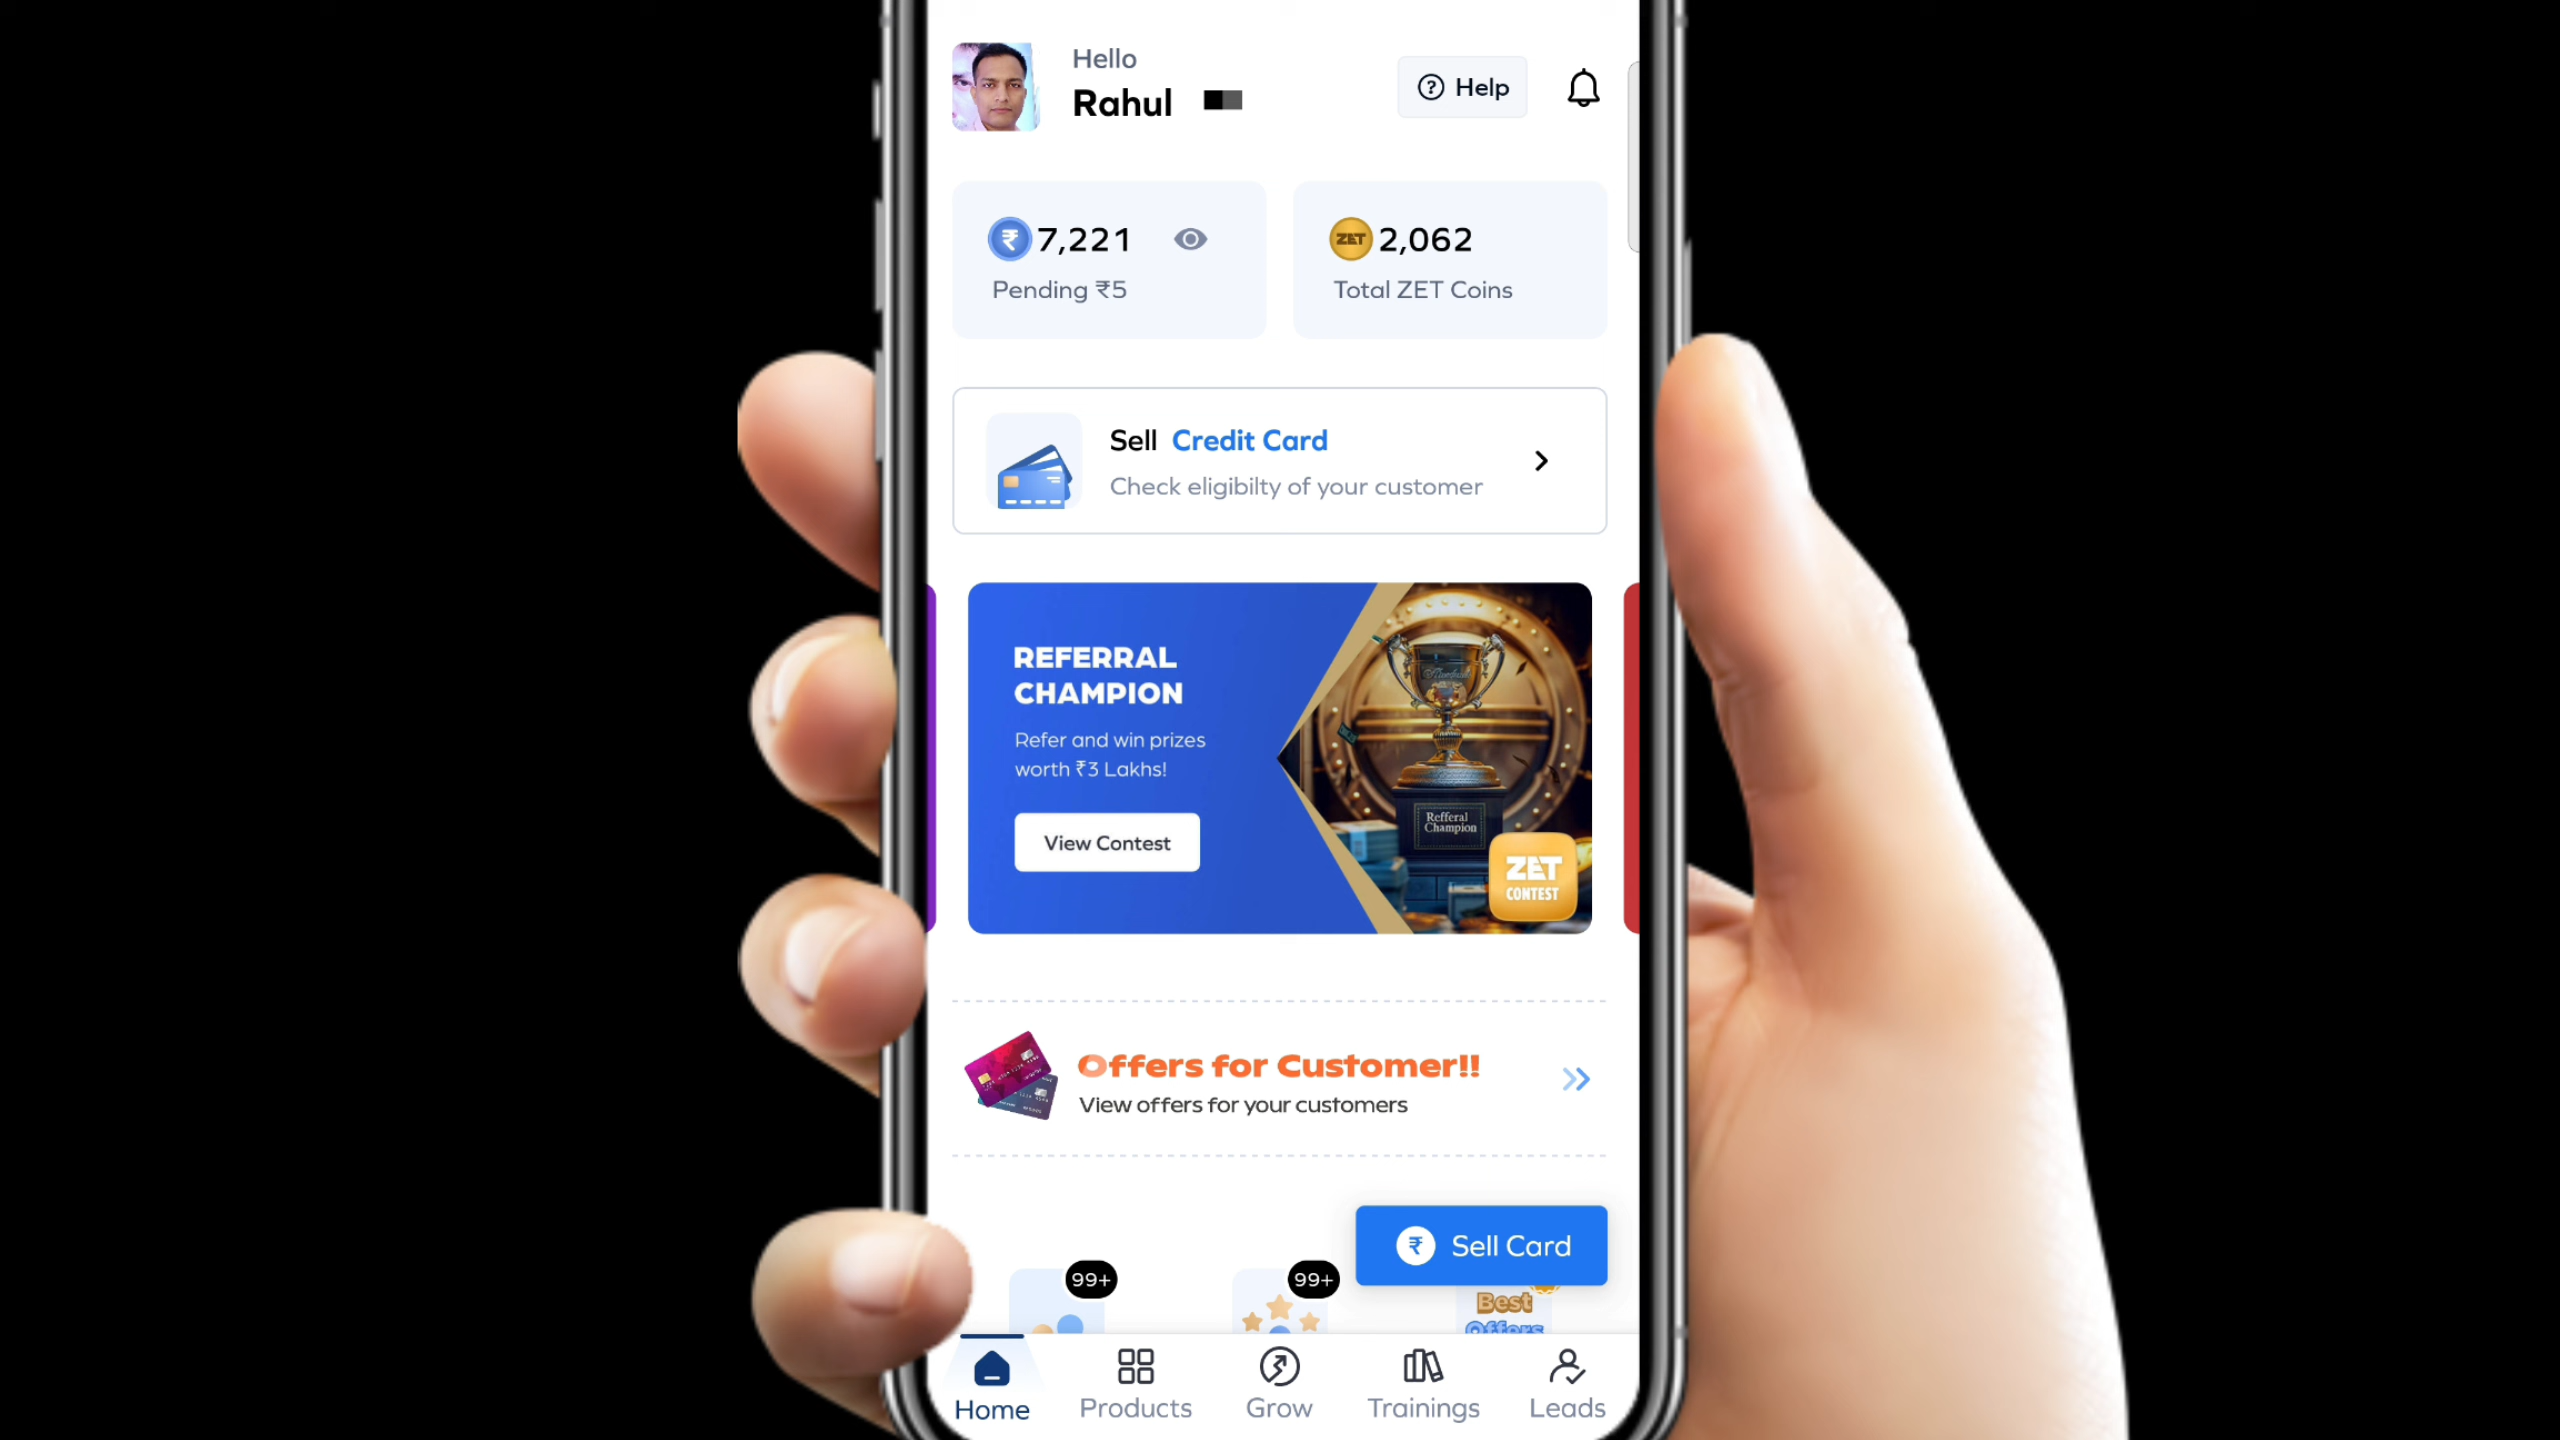 Hello
Rahul
Help
₹ 7,221
Pending ₹5
ZET 2,062
Total ZET Coins
Sell Credit Card
Check eligibilty of your customer
REFERRAL
CHAMPION
Refer and win prizes
worth ₹3 Lakhs!
View Contest
Refferal
Champion
ZET
CONTEST
Offers for Customer!!
View offers for your customers
₹ Sell Card
99+
99+
Best
Offers
Home
Products
Grow
Trainings
Leads